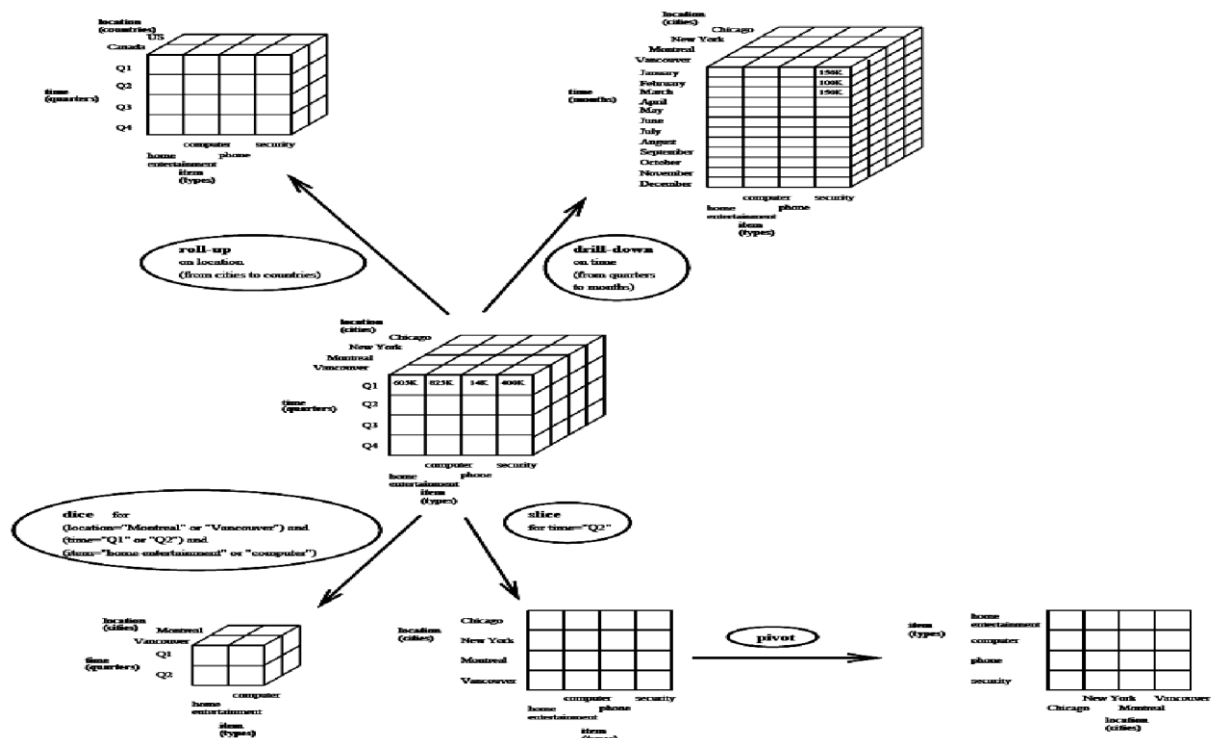 location
(countries)
US
Canada
Q1
Q2
Q3
Q4
time
(quarters)
computer
security
home
phone
entertainment
item
(types)
location
(cities)
Chicago
New York
Montreal
Vancouver
January
February
March
April
May
June
July
August
September
October
November
December
150K
100K
150K
time
(months)
computer
security
home
phone
entertainment
item
(types)
roll-up
on location
(from cities to countries)
drill-down
on time
(from quarters
to months)
location
(cities)
Chicago
New York
Montreal
Vancouver
Q1
605K 825K 14K 400K
Q2
Q3
Q4
time
(quarters)
computer
security
home
phone
entertainment
item
(types)
dice for
(location="Montreal" or "Vancouver") and
(time="Q1" or "Q2") and
(item="home entertainment" or "computer")
slice
for time="Q2"
location
(cities)
Montreal
Vancouver
Q1
Q2
time
(quarters)
computer
home
entertainment
item
(types)
location
(cities)
Chicago
New York
Montreal
Vancouver
computer
security
home
phone
entertainment
item
(types)
pivot
item
(types)
home
entertainment
computer
phone
security
New York Vancouver
Chicago Montreal
location
(cities)